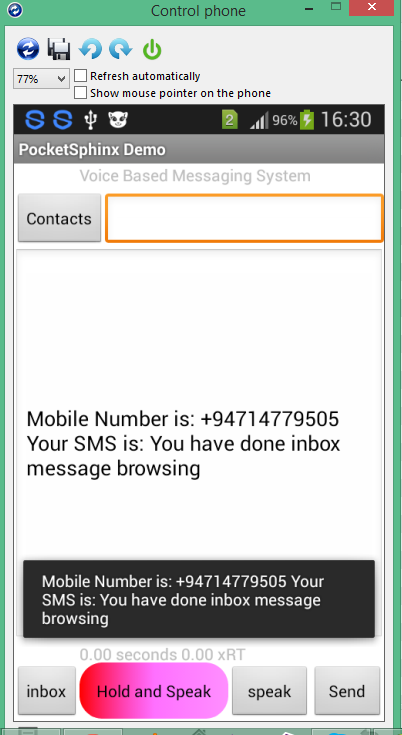 Control phone
77%
Refresh automatically
Show mouse pointer on the phone
2 96% 16:30
PocketSphinx Demo
Voice Based Messaging System
Contacts
Mobile Number is: +94714779505
Your SMS is: You have done inbox
message browsing
Mobile Number is: +94714779505 Your
SMS is: You have done inbox message
browsing
0.00 seconds 0.00 xRT
inbox
Hold and Speak
speak
Send